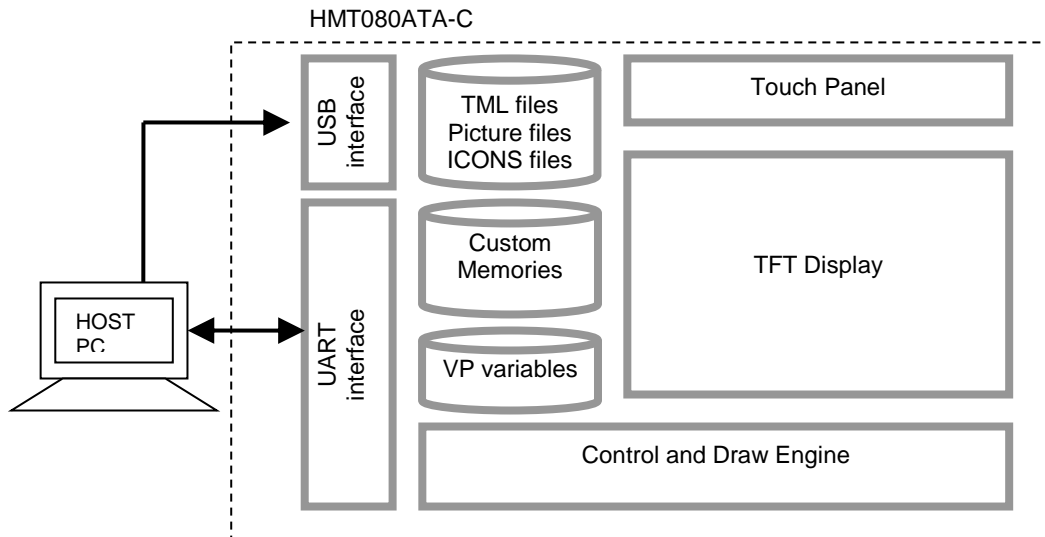 HMT080ATA-C
USB
interface
TML files
Picture files
ICONS files
Touch Panel
Custom
Memories
TFT Display
HOST
PC
UART
interface
VP variables
Control and Draw Engine